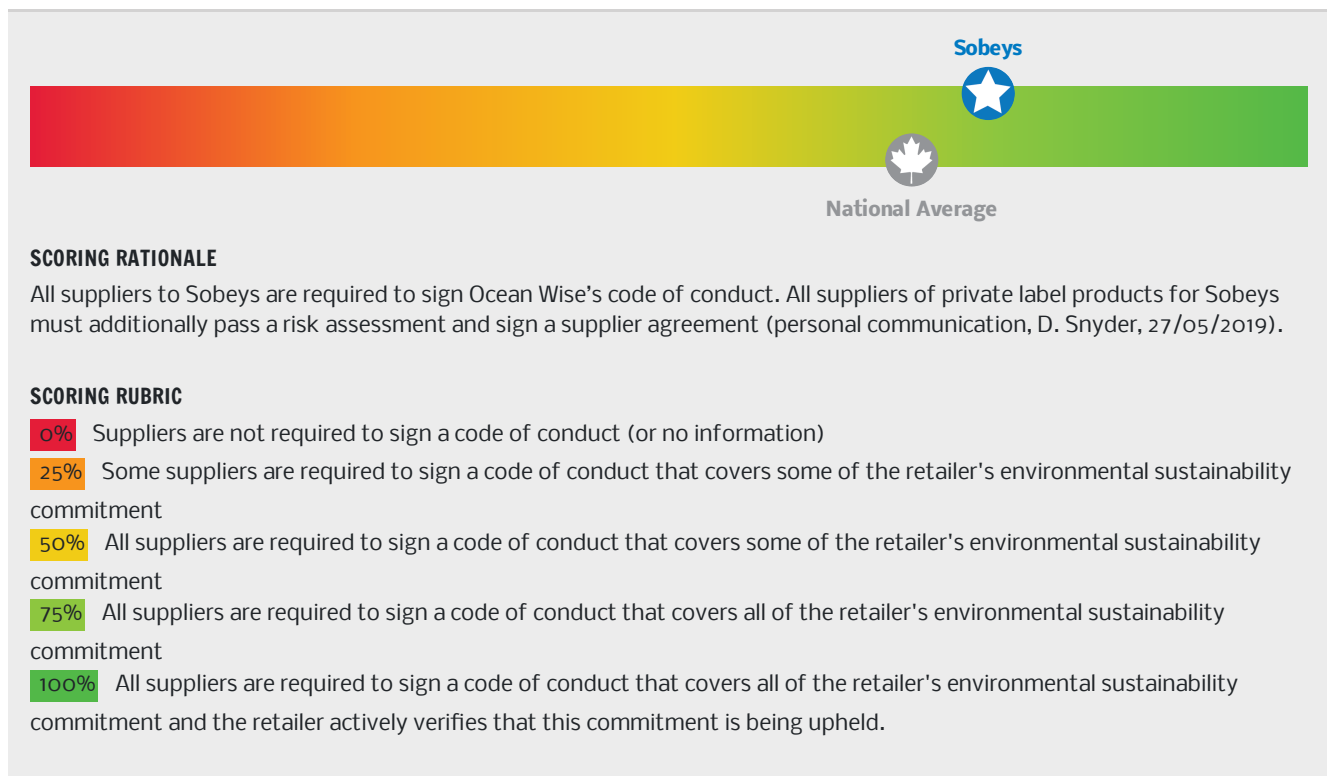 Sobeys
National Average
SCORING RATIONALE
All suppliers to Sobeys are required to sign Ocean Wise’s code of conduct. All suppliers of private label products for Sobeys
must additionally pass a risk assessment and sign a supplier agreement (personal communication, D. Snyder, 27/05/2019).
SCORING RUBRIC
0% Suppliers are not required to sign a code of conduct (or no information)
25% Some suppliers are required to sign a code of conduct that covers some of the retailer's environmental sustainability
commitment
50% All suppliers are required to sign a code of conduct that covers some of the retailer's environmental sustainability
commitment
75% All suppliers are required to sign a code of conduct that covers all of the retailer's environmental sustainability
commitment
100% All suppliers are required to sign a code of conduct that covers all of the retailer's environmental sustainability
commitment and the retailer actively verifies that this commitment is being upheld.